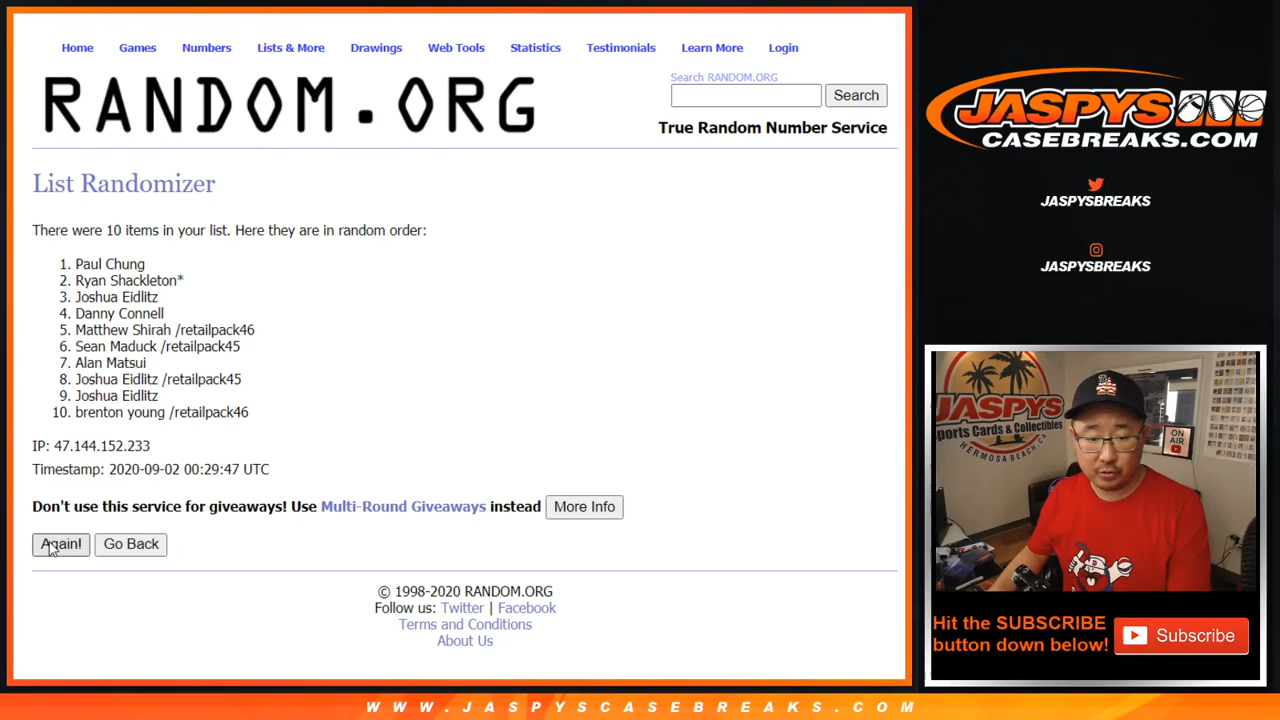 Home Games Numbers Lists & More Drawings Web Tools Statistics Testimonials Learn More Login
Search RANDOM.ORG
RANDOM.ORG
Search
True Random Number Service
List Randomizer
There were 10 items in your list. Here they are in random order:
1. Paul Chung
2. Ryan Shackleton*
3. Joshua Eidlitz
4. Danny Connell
5. Matthew Shirah /retailpack46
6. Sean Maduck /retailpack45
7. Alan Matsui
8. Joshua Eidlitz /retailpack45
9. Joshua Eidlitz
10. brenton young /retailpack46
IP: 47.144.152.233
Timestamp: 2020-09-02 00:29:47 UTC
Don't use this service for giveaways! Use Multi-Round Giveaways instead More Info
Again! Go Back
© 1998-2020 RANDOM.ORG
Follow us: Twitter | Facebook
Terms and Conditions
About Us
JASPYS
CASEBREAKS.COM
JASPYSBREAKS
JASPYSBREAKS
JASPYS
Sports Cards & Collectibles
HERMOSA BEACH, CA
ON AIR
Hit the SUBSCRIBE
button down below!
Subscribe
WWW.JASPYSCASEBREAKS.COM